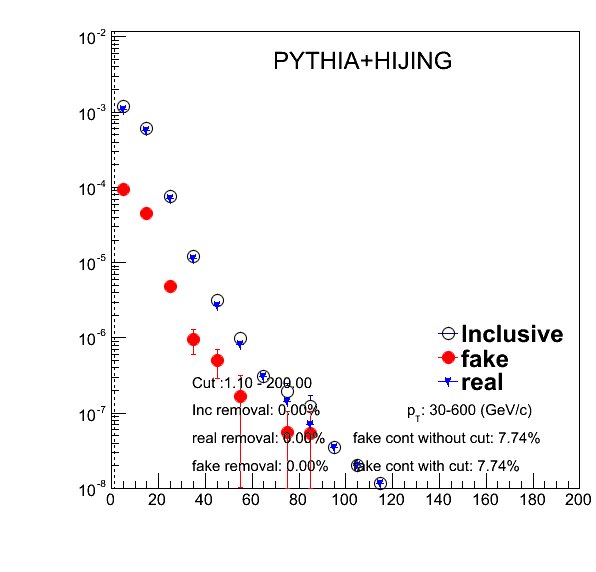 10-2
PYTHIA+HIJING
10-3
10-4
10-5
10-6
Inclusive
fake
real
Cut :1.10 - 200.00
10-7
Inc removal: 0.00%
pT: 30-600 (GeV/c)
real removal: 0.00%
fake cont without cut: 7.74%
fake removal: 0.00%
fake cont with cut: 7.74%
10-8
0 20 40 60 80 100 120 140 160 180 200